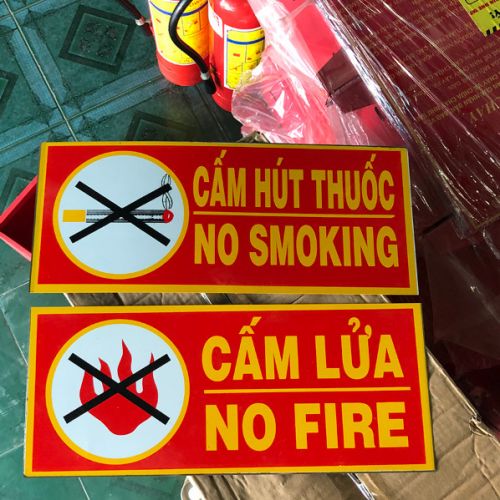 CẤM HÚT THUỐC
NO SMOKING
CẤM LỬA
NO FIRE